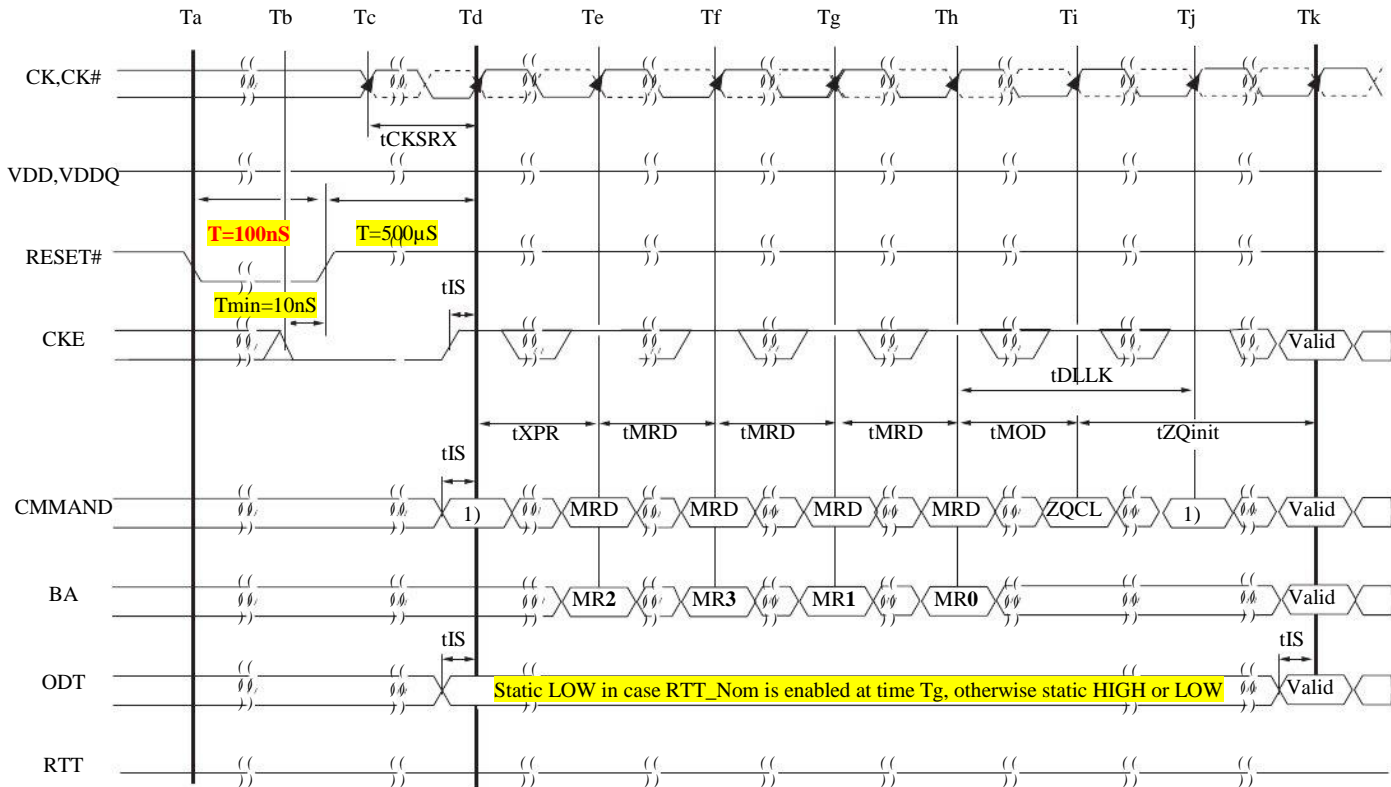 Ta Tb Tc Td Te Tf Tg Th Ti Tj Tk
CK,CK#
tCKSRX
VDD,VDDQ
T=100nS T=500µS
RESET#
Tmin=10nS tIS
CKE Valid
tDLLK
tXPR tMRD tMRD tMRD tMOD tZQinit
tIS
CMMAND 1) MRD MRD MRD MRD ZQCL 1) Valid
BA MR2 MR3 MR1 MR0 Valid
tIS tIS
ODT Static LOW in case RTT_Nom is enabled at time Tg, otherwise static HIGH or LOW Valid
RTT